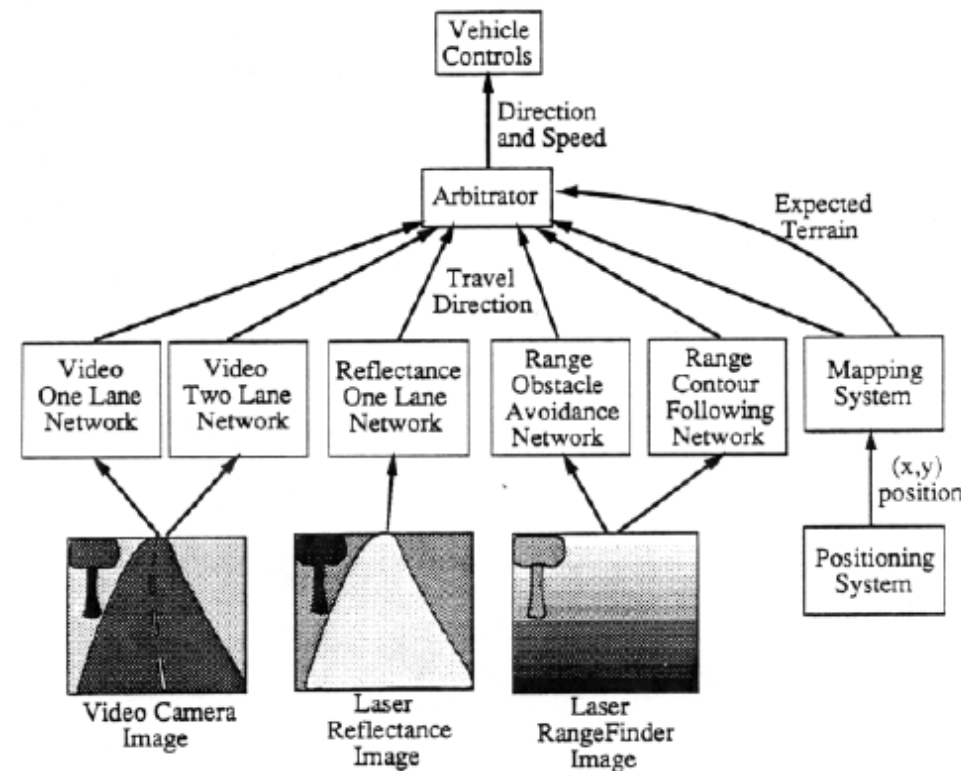 Vehicle
Controls
Direction
and Speed
Arbitrator
Expected
Terrain
Travel
Direction
Video
One Lane
Network
Video
Two Lane
Network
Reflectance
One Lane
Network
Range
Obstacle
Avoidance
Network
Range
Contour
Following
Network
Mapping
System
(x,y)
position
Positioning
System
Video Camera
Image
Laser
Reflectance
Image
Laser
RangeFinder
Image